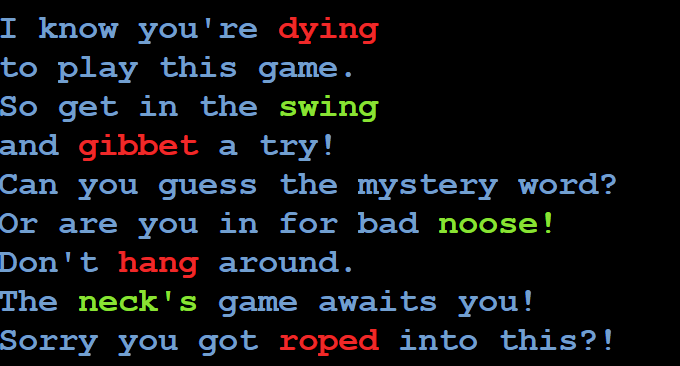 I know you're dying
to play this game.
So get in the swing
and gibbet a try!
Can you guess the mystery word?
Or are you in for bad noose!
Don't hang around.
The neck's game awaits you!
Sorry you got roped into this?!